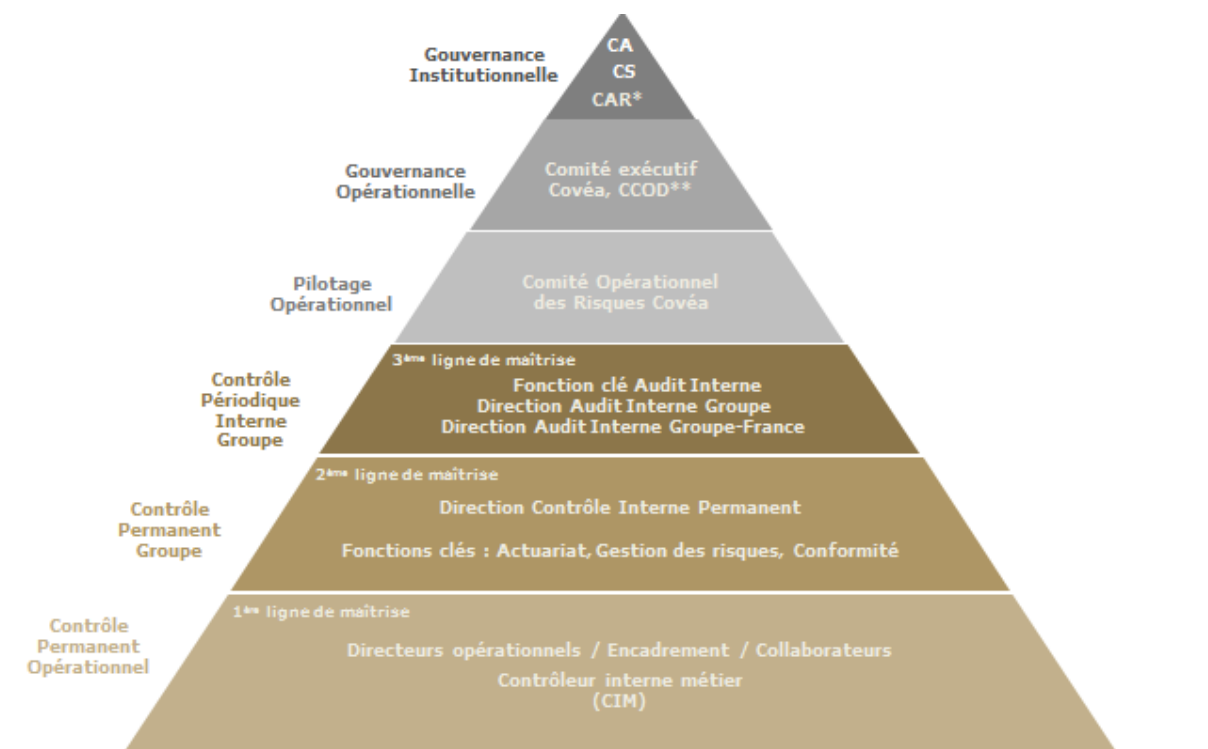 Gouvernance
Institutionnelle
CA
CS
CAR*
Gouvernance
Opérationnelle
Comité exécutif
Covéa, CCOD**
Pilotage
Opérationnel
Comité Opérationnel
des Risques Covéa
Contrôle
Périodique
Interne
Groupe
3ème ligne de maîtrise
Fonction clé Audit Interne
Direction Audit Interne Groupe
Direction Audit Interne Groupe-France
Contrôle
Permanent
Groupe
2ème ligne de maîtrise
Direction Contrôle Interne Permanent
Fonctions clés : Actuariat, Gestion des risques, Conformité
Contrôle
Permanent
Opérationnel
1ère ligne de maîtrise
Directeurs opérationnels / Encadrement / Collaborateurs
Contrôleur interne métier
(CIM)